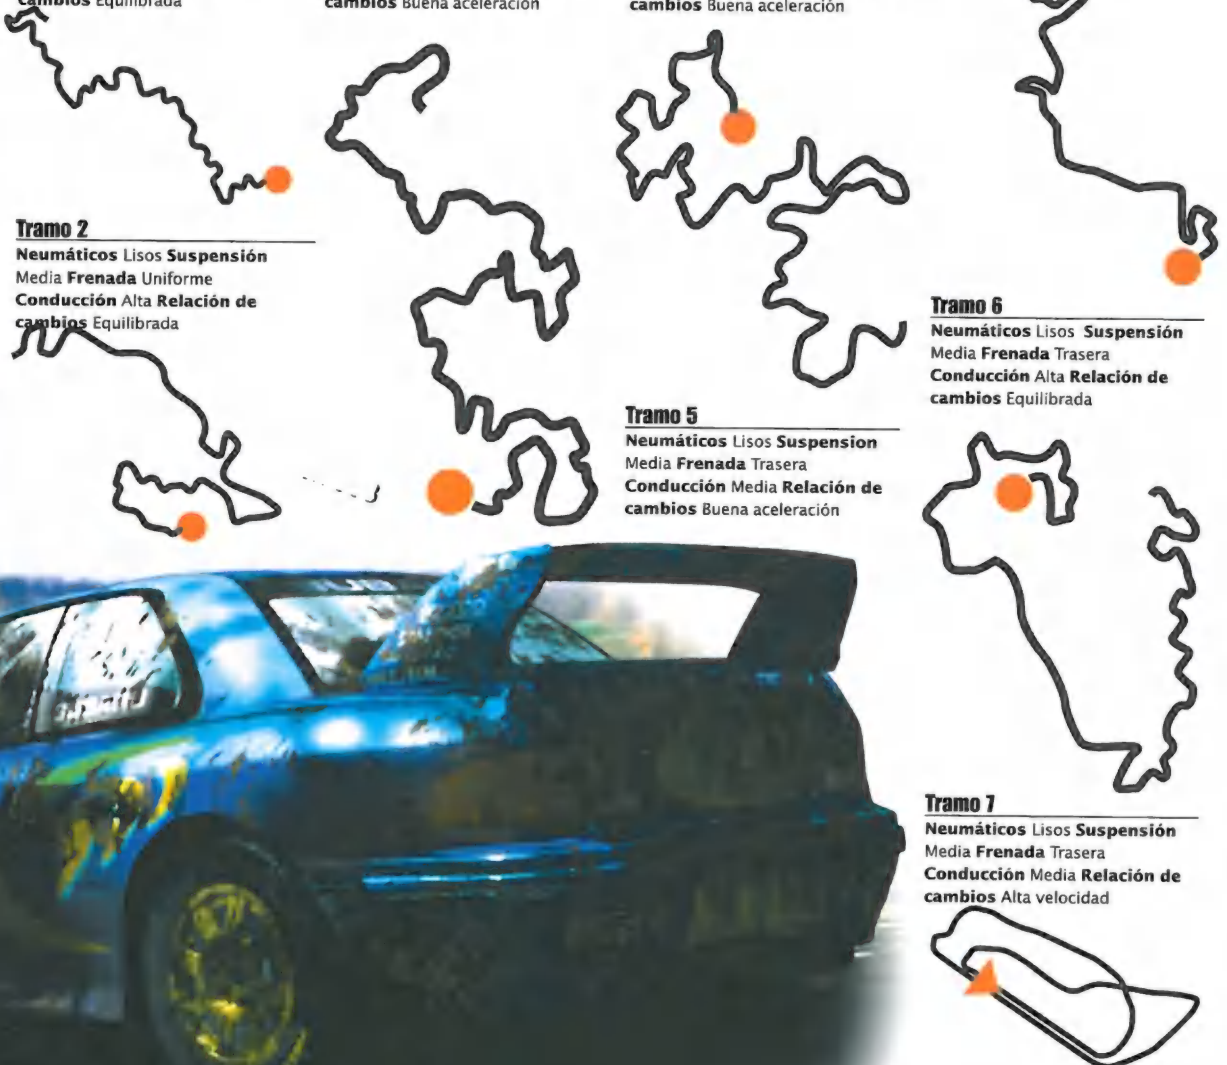 cambios Equilibrada
cambios Buena aceleración
cambios Buena aceleración
Tramo 2
Neumáticos Lisos Suspensión
Media Frenada Uniforme
Conducción Alta Relación de
cambios Equilibrada
Tramo 5
Neumáticos Lisos Suspension
Media Frenada Trasera
Conducción Media Relación de
cambios Buena aceleración
Tramo 6
Neumáticos Lisos Suspensión
Media Frenada Trasera
Conducción Alta Relación de
cambios Equilibrada
Tramo 7
Neumáticos Lisos Suspensión
Media Frenada Trasera
Conducción Media Relación de
cambios Alta velocidad